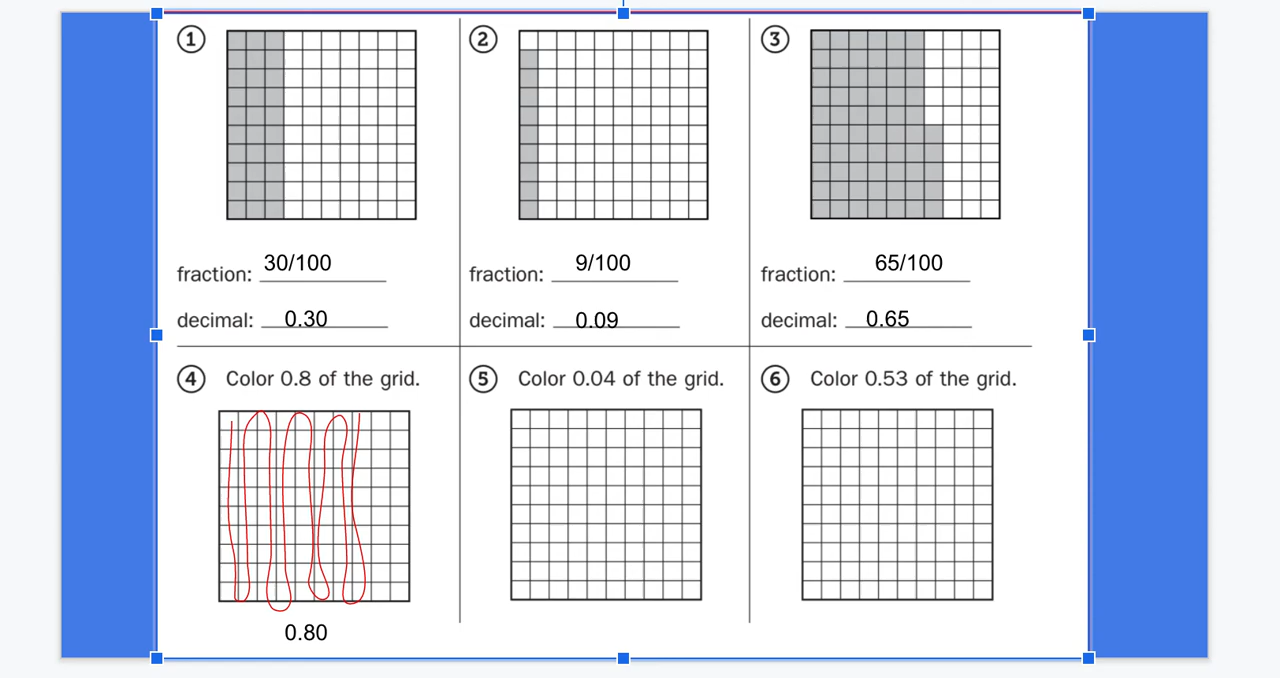 ① ② ③
30/100 9/100 65/100
fraction: fraction: fraction:
decimal: 0.30 decimal: 0.09 decimal: 0.65
④ Color 0.8 of the grid. ⑤ Color 0.04 of the grid. ⑥ Color 0.53 of the grid.
0.80